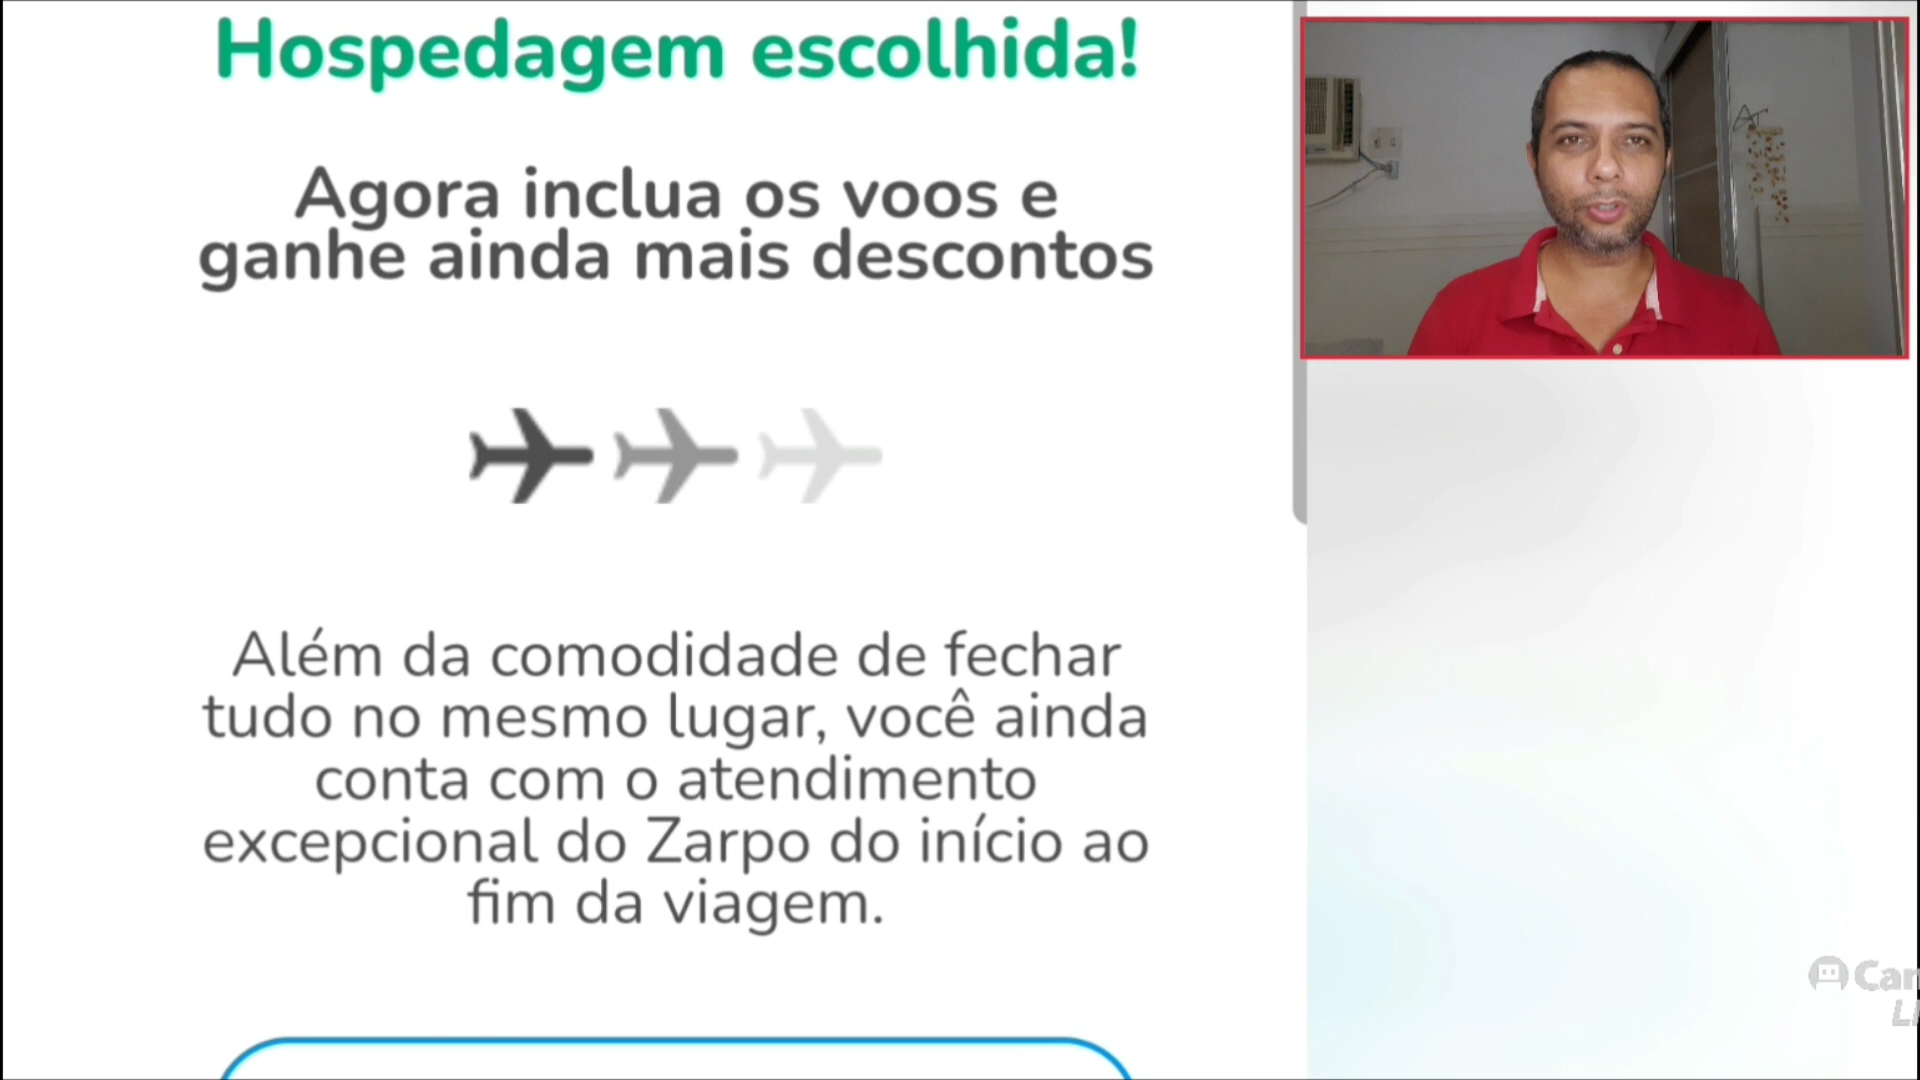 Hospedagem escolhida!
Agora inclua os voos e
ganhe ainda mais descontos
Além da comodidade de fechar
tudo no mesmo lugar, você ainda
conta com o atendimento
excepcional do Zarpo do início ao
fim da viagem.